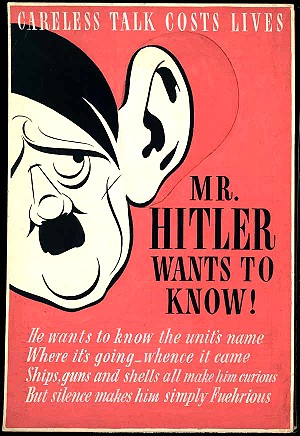 CARELESS TALK COSTS LIVES
MR.
HITLER
WANTS TO
KNOW!
He wants to know the unit's name
Where it's going_whence it came
Ships, guns and shells all make him curious
But silence makes him simply Fuehrious